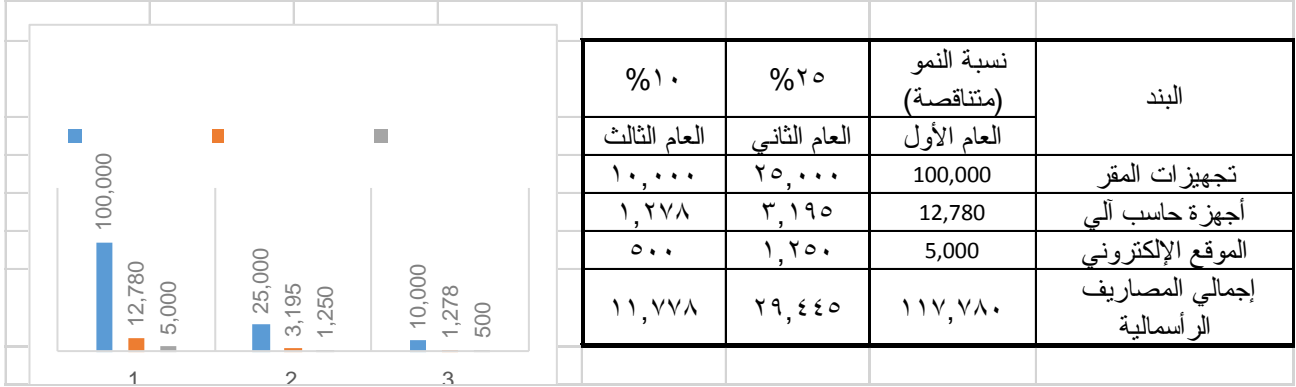 البند
نسبة النمو
(متناقصة)
%٢٥
%١٠
العام الأول
العام الثاني
العام الثالث
تجهيزات المقر
100,000
٢٥,٠٠٠
١٠,٠٠٠
أجهزة حاسب آلي
12,780
٣,١٩٥
١,٢٧٨
الموقع الإلكتروني
5,000
١,٢٥٠
٥٠٠
إجمالي المصاريف
الرأسمالية
١١٧,٧٨٠
٢٩,٤٤٥
١١,٧٧٨
100,000
12,780
5,000
25,000
3,195
1,250
10,000
1,278
500
1
2
3